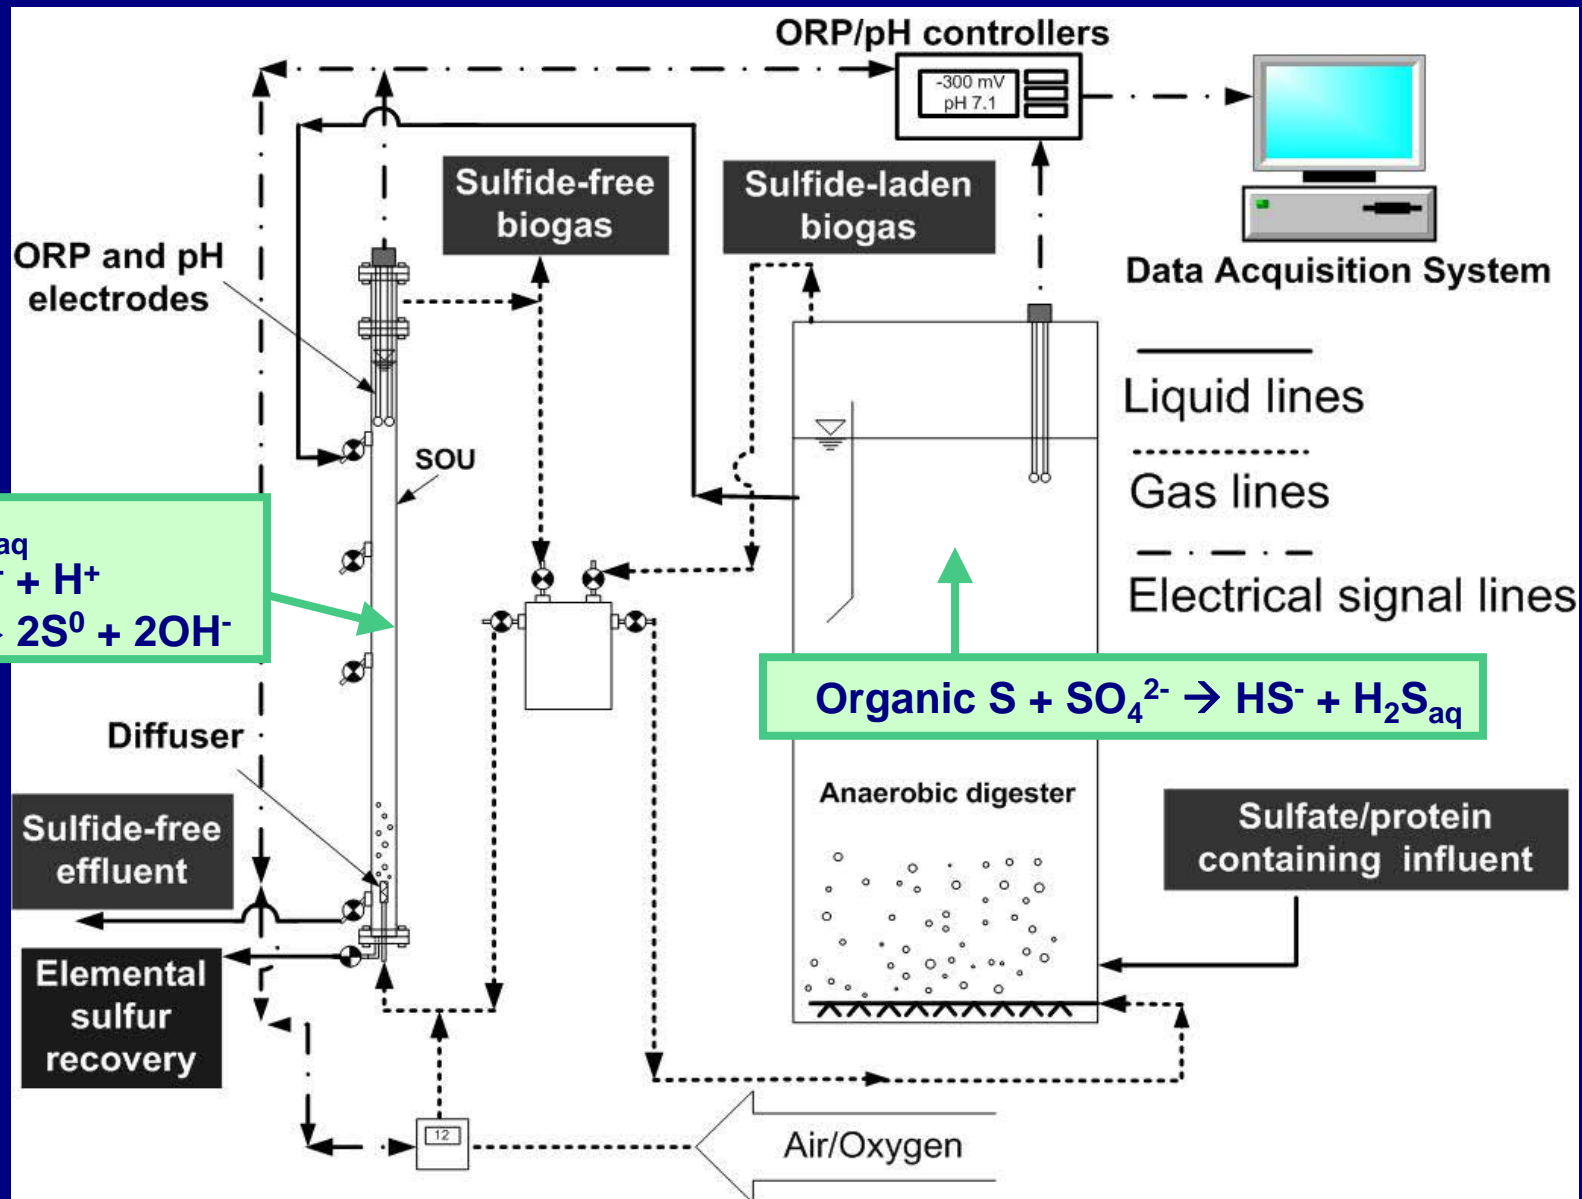 ORP/pH controllers
-300 mV
pH 7.1
Sulfide-free
biogas
Sulfide-laden
biogas
ORP and pH
electrodes
Data Acquisition System
Liquid lines
SOU
Gas lines
aq
- + H+
→ 2S0 + 2OH-
Electrical signal lines
Organic S + SO42- → HS- + H2Saq
Diffuser
Anaerobic digester
Sulfide-free
effluent
Sulfate/protein
containing influent
Elemental
sulfur
recovery
12
Air/Oxygen